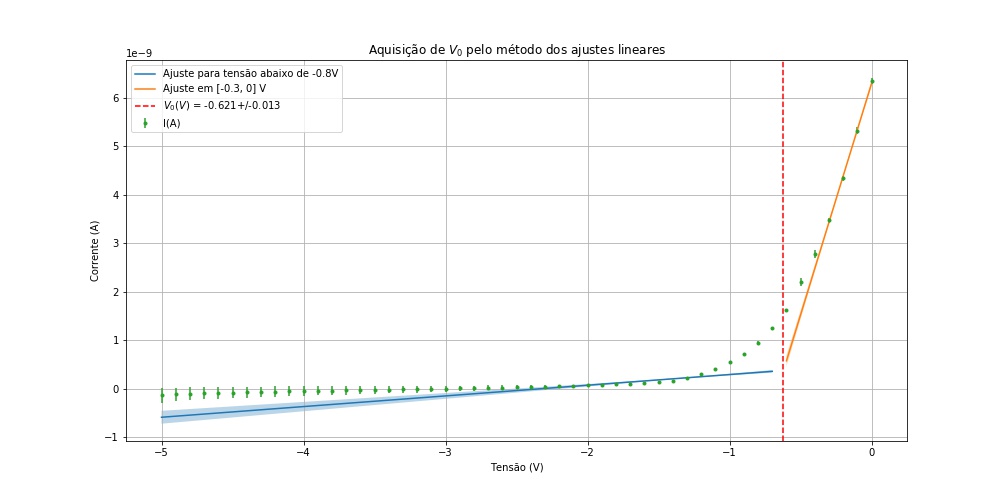 Aquisição de V₀ pelo método dos ajustes lineares
1e−9
Ajuste para tensão abaixo de -0.8V
Ajuste em [-0.3, 0] V
V₀(V) = -0.621+/-0.013
I(A)
6
5
4
3
2
1
0
−1
Corrente (A)
−5 −4 −3 −2 −1 0
Tensão (V)